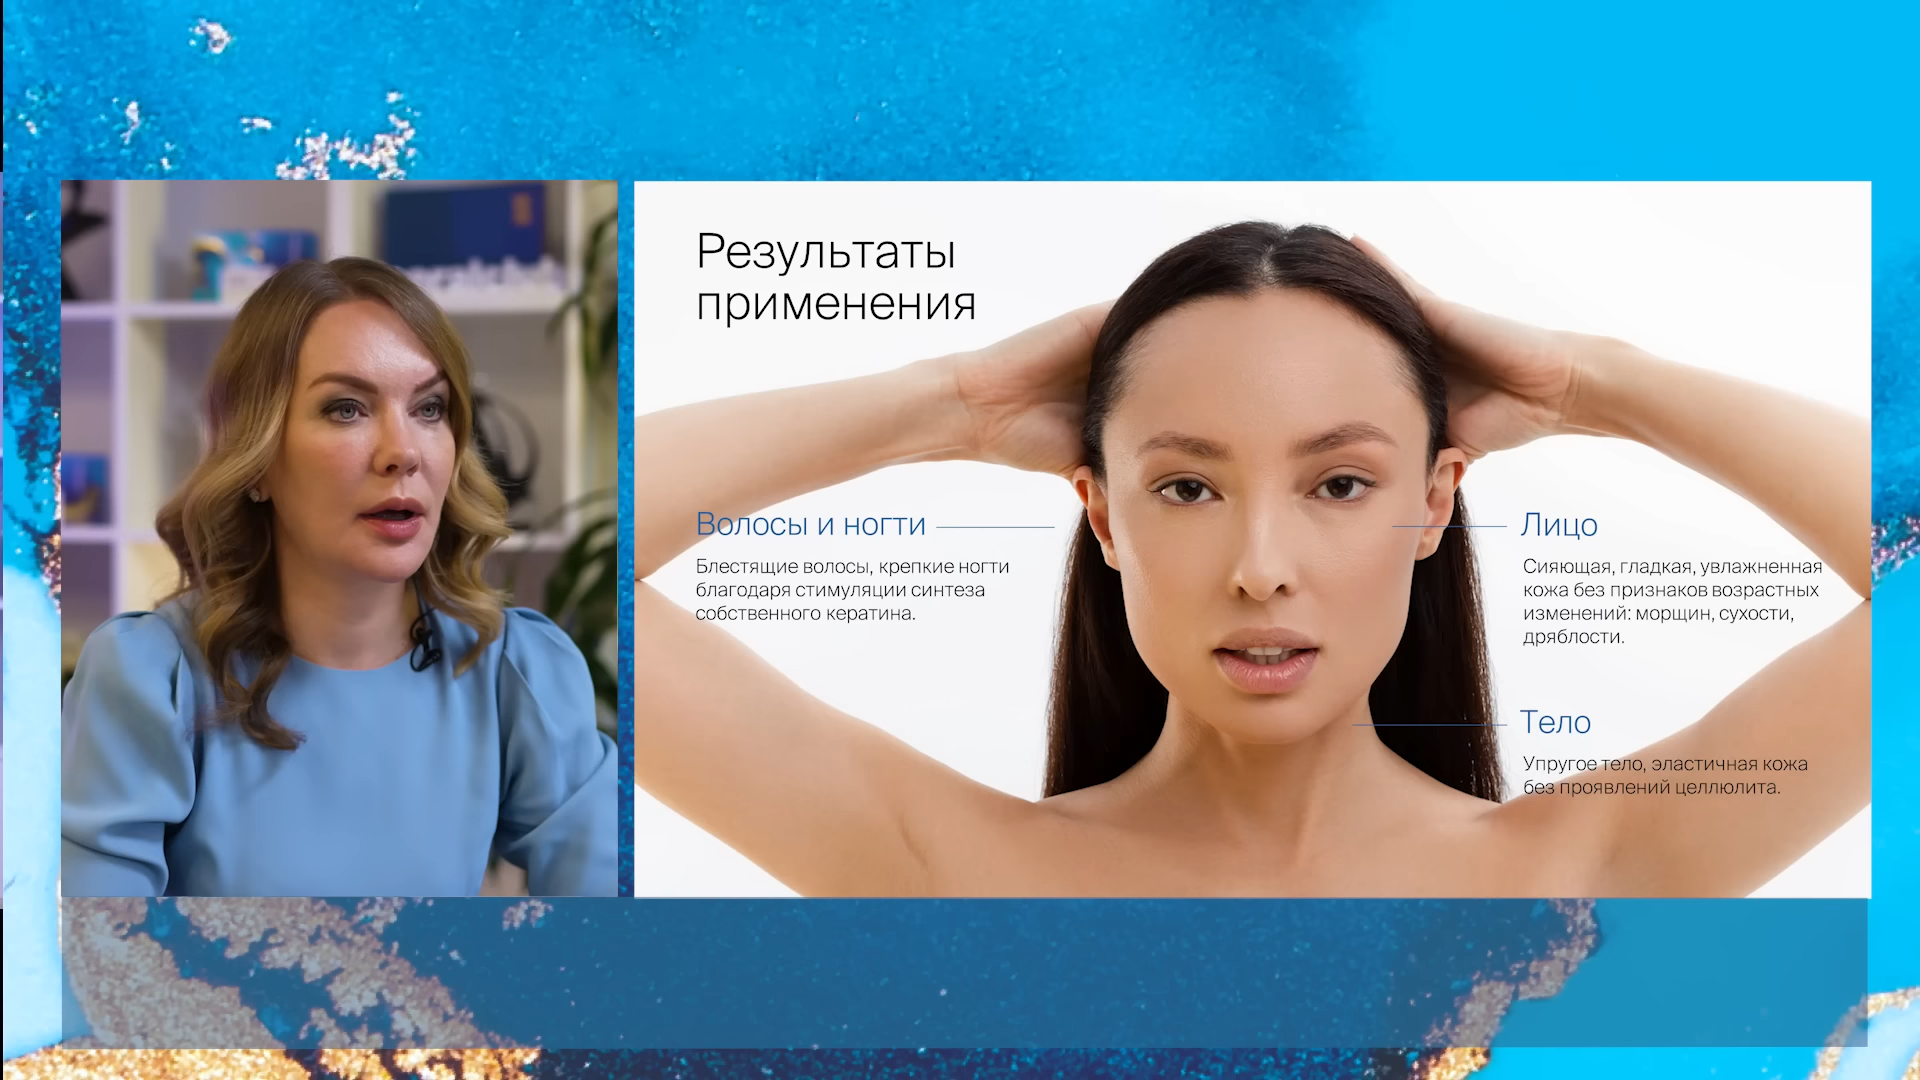 Результаты
применения
Волосы и ногти
Блестящие волосы, крепкие ногти
благодаря стимуляции синтеза
собственного кератина.
Лицо
Сияющая, гладкая, увлажненная
кожа без признаков возрастных
изменений: морщин, сухости,
дряблости.
Тело
Упругое тело, эластичная кожа
без проявлений целлюлита.